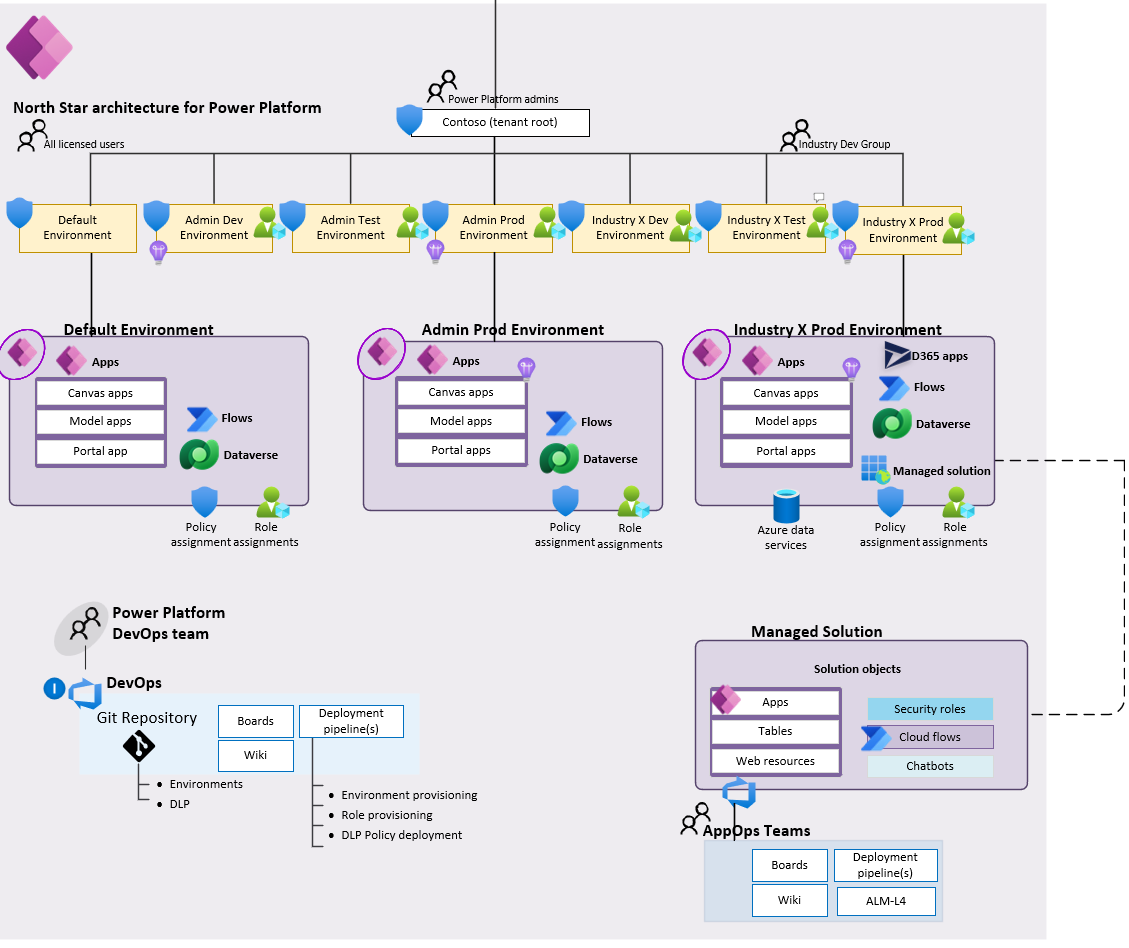 North Star architecture for Power Platform
Power Platform admins
Contoso (tenant root)
All licensed users
Industry Dev Group
Default
Environment
Admin Dev
Environment
Admin Test
Environment
Admin Prod
Environment
Industry X Dev
Environment
Industry X Test
Environment
Industry X Prod
Environment
Default Environment
Apps
Canvas apps
Model apps
Portal app
Flows
Dataverse
Policy
assignment
Role
assignments
Admin Prod Environment
Apps
Canvas apps
Model apps
Portal apps
Flows
Dataverse
Policy
assignment
Role
assignments
Industry X Prod Environment
Apps
Canvas apps
Model apps
Portal apps
D365 apps
Flows
Dataverse
Managed solution
Azure data
services
Policy
assignment
Role
assignments
Power Platform
DevOps team
I
DevOps
Git Repository
Boards
Deployment
pipeline(s)
Wiki
• Environments
• DLP
• Environment provisioning
• Role provisioning
• DLP Policy deployment
Managed Solution
Solution objects
Apps
Tables
Web resources
Security roles
Cloud flows
Chatbots
AppOps Teams
Boards
Deployment
pipeline(s)
Wiki
ALM-L4